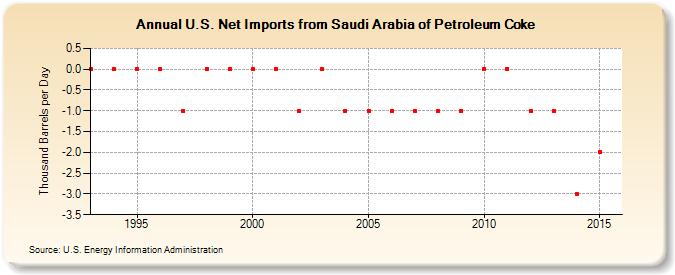 Annual U.S. Net Imports from Saudi Arabia of Petroleum Coke
Thousand Barrels per Day
0.5
0.0
-0.5
-1.0
-1.5
-2.0
-2.5
-3.0
-3.5
1995 2000 2005 2010 2015
Source: U.S. Energy Information Administration